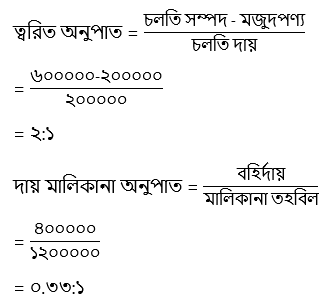 ত্বরিত অনুপাত = চলতি সম্পদ - মজুদপণ্য / চলতি দায়
= ৬০০০০০-২০০০০০ / ২০০০০০
= ২:১
দায় মালিকানা অনুপাত = বহির্দায় / মালিকানা তহবিল
= ৪০০০০০ / ১২০০০০০
= ০.৩৩:১